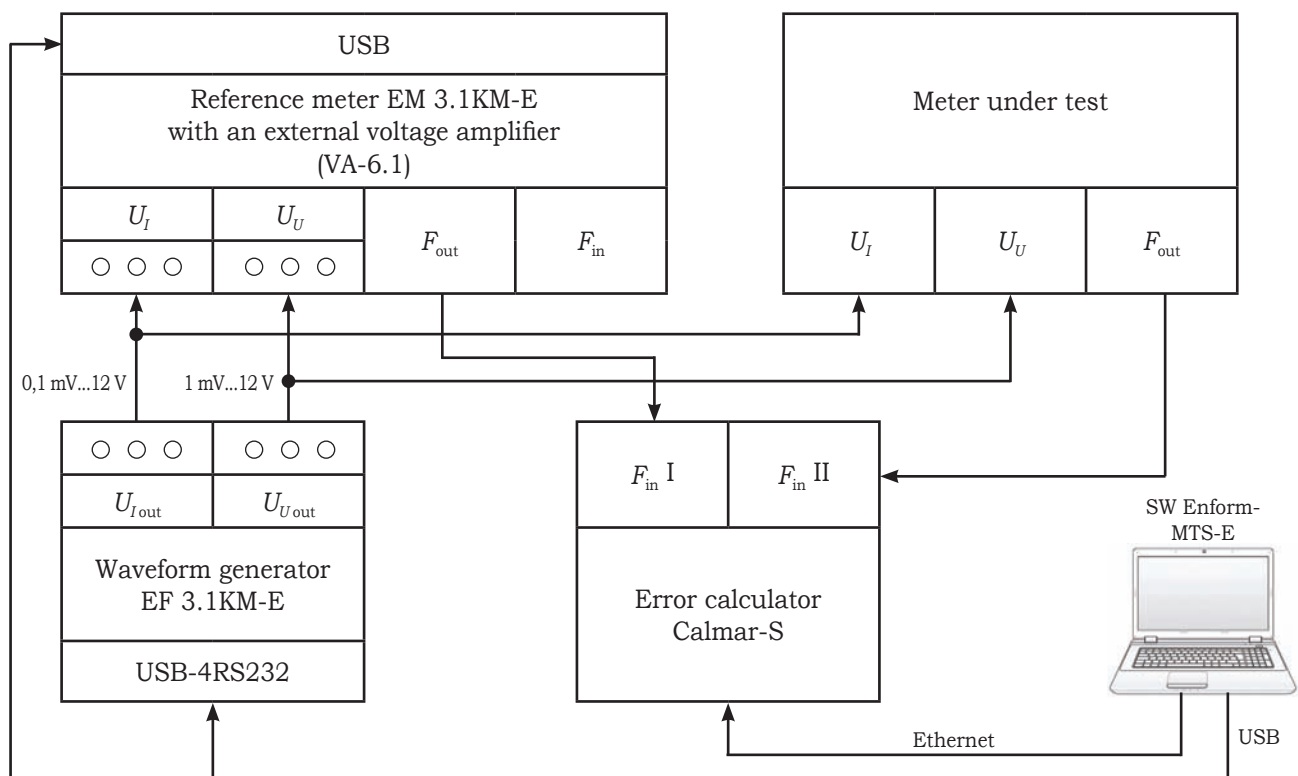 USB
Reference meter EM 3.1KM-E
with an external voltage amplifier
(VA-6.1)
U_I
U_U
F_out
F_in
Meter under test
U_I
U_U
F_out
0,1 mV...12 V
1 mV...12 V
U_I out
U_U out
Waveform generator
EF 3.1KM-E
USB-4RS232
F_in I
F_in II
Error calculator
Calmar-S
SW Enform-
MTS-E
Ethernet
USB